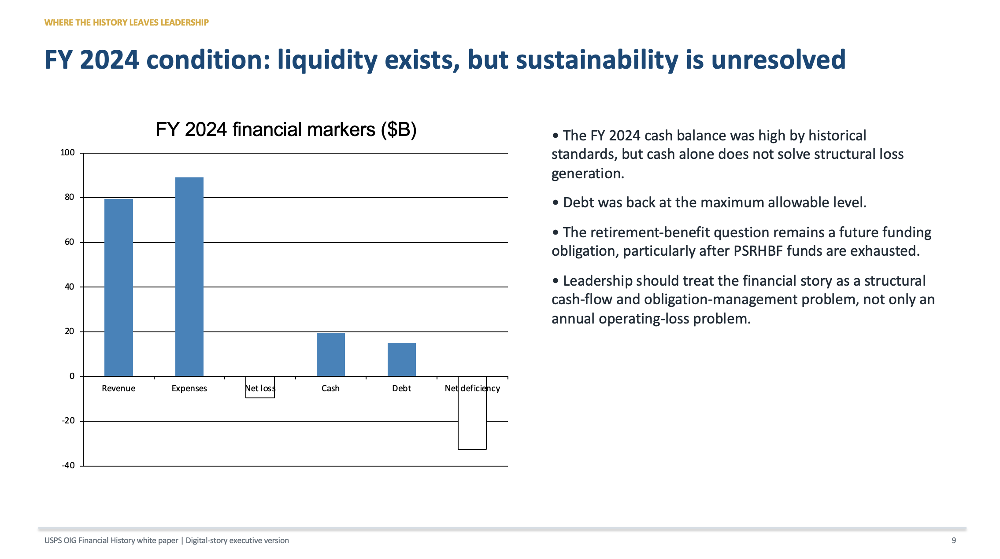 WHERE THE HISTORY LEAVES LEADERSHIP
FY 2024 condition: liquidity exists, but sustainability is unresolved
FY 2024 financial markers ($B)
100
80
60
40
20
0
-20
-40
Revenue
Expenses
Net loss
Cash
Debt
Net deficiency
• The FY 2024 cash balance was high by historical
standards, but cash alone does not solve structural loss
generation.
• Debt was back at the maximum allowable level.
• The retirement-benefit question remains a future funding
obligation, particularly after PSRHBF funds are exhausted.
• Leadership should treat the financial story as a structural
cash-flow and obligation-management problem, not only an
annual operating-loss problem.
USPS OIG Financial History white paper | Digital-story executive version
9